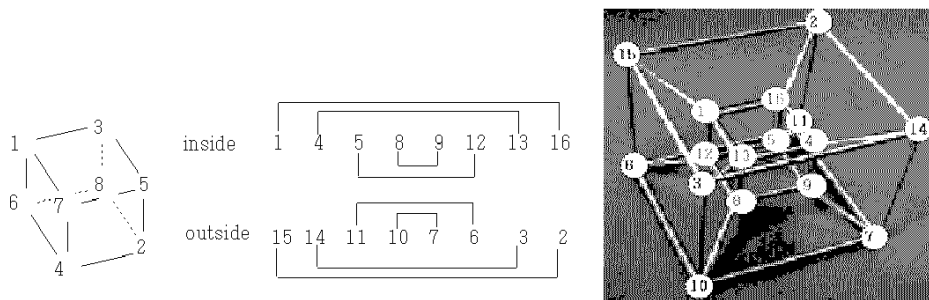 1 3
6 7 8 5
4 2
inside 1 4 5 8 9 12 13 16
outside 15 14 11 10 7 6 3 2
15 2
1 16 11 14
6 12 13 5 4
3 8 9
10 7